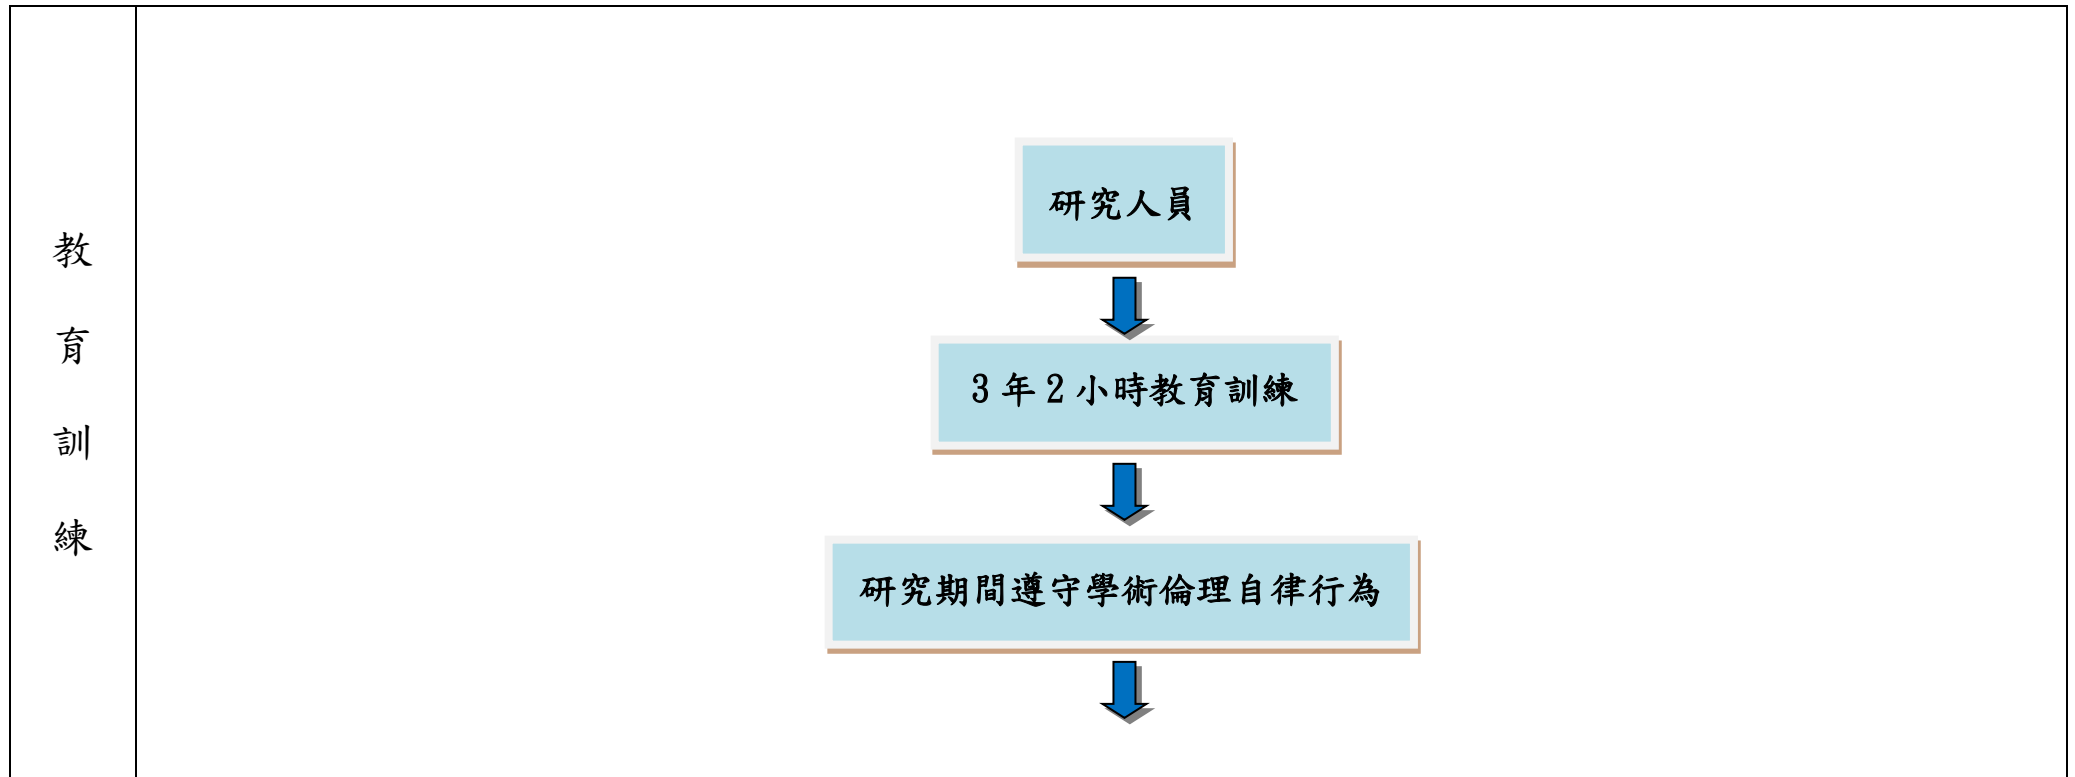 教
育
訓
練
研究人員
3 年 2 小時教育訓練
研究期間遵守學術倫理自律行為